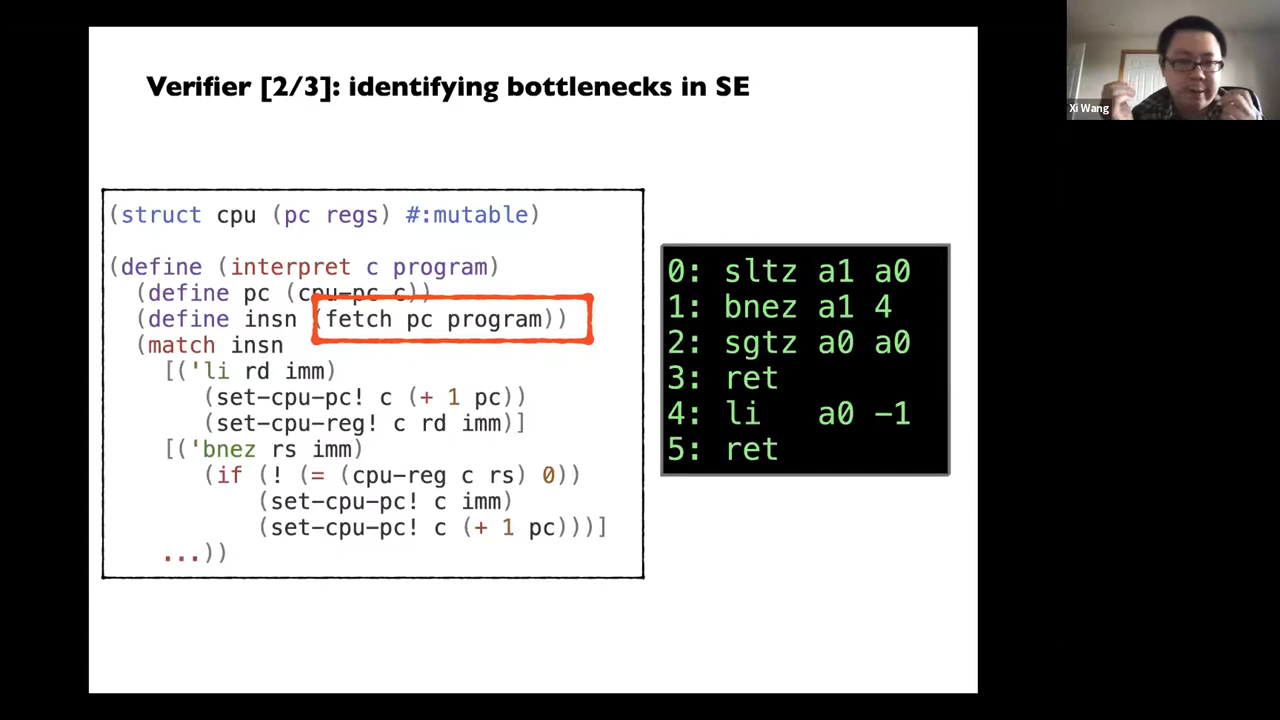 Verifier [2/3]: identifying bottlenecks in SE
Xi Wang
(struct cpu (pc regs) #:mutable)
(define (interpret c program)
(define pc (cpu-pc c))
(define insn (fetch pc program))
(match insn
[('li rd imm)
(set-cpu-pc! c (+ 1 pc))
(set-cpu-reg! c rd imm)]
[('bnez rs imm)
(if (! (= (cpu-reg c rs) 0))
(set-cpu-pc! c imm)
(set-cpu-pc! c (+ 1 pc)))]
...))
0: sltz a1 a0
1: bnez a1 4
2: sgtz a0 a0
3: ret
4: li a0 -1
5: ret